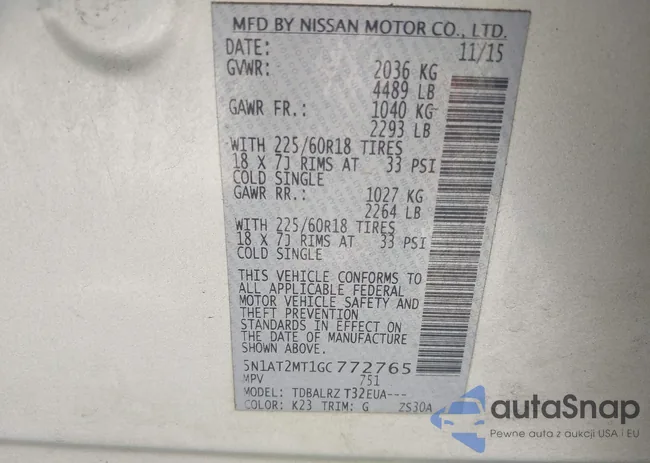 MFD BY NISSAN MOTOR CO., LTD.
DATE: 11/15
GVWR: 2036 KG
4489 LB
GAWR FR.: 1040 KG
2293 LB
WITH 225/60R18 TIRES
18 X 7J RIMS AT 33 PSI
COLD SINGLE
GAWR RR.: 1027 KG
2264 LB
WITH 225/60R18 TIRES
18 X 7J RIMS AT 33 PSI
COLD SINGLE
THIS VEHICLE CONFORMS TO
ALL APPLICABLE FEDERAL
MOTOR VEHICLE SAFETY AND
THEFT PREVENTION
STANDARDS IN EFFECT ON
THE DATE OF MANUFACTURE
5N1AT2MT1GC772765
MPV 751
MODEL: TDBALRZ T32EUA---
COLOR: K23 TRIM: G ZS30A
autoSnap
Pewne auta z aukcji USA i EU